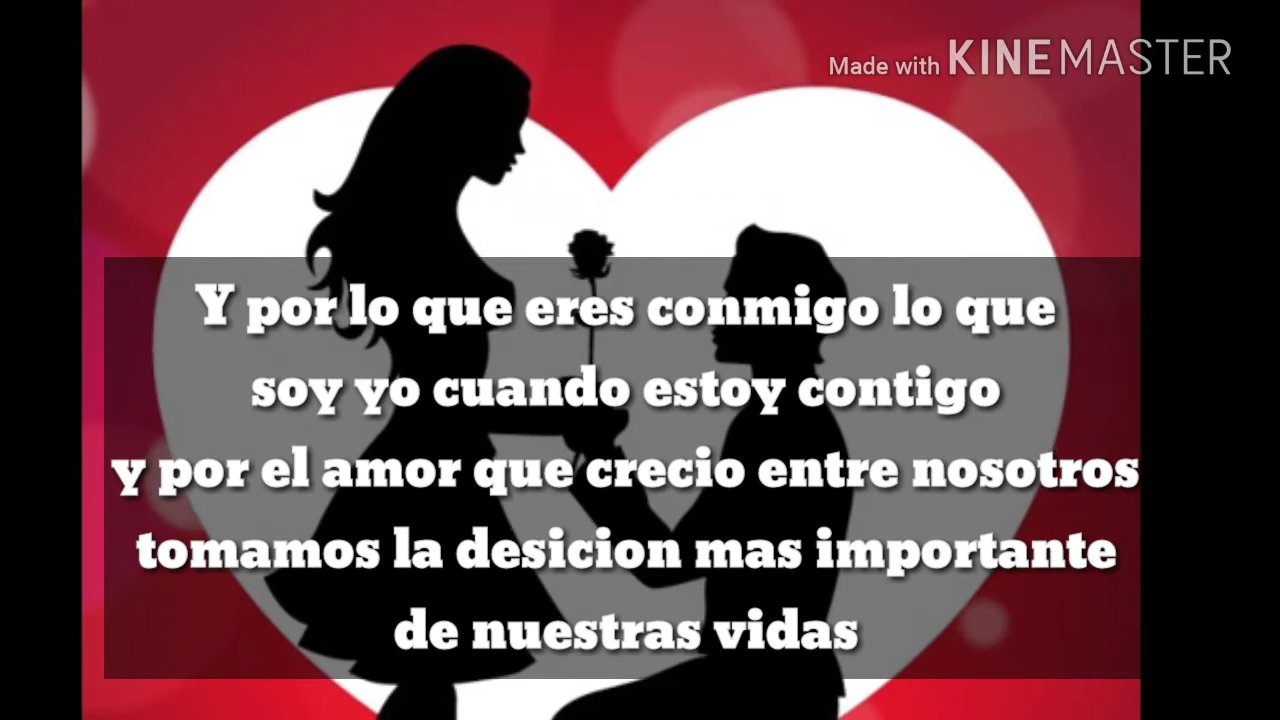 Made with KINEMASTER
Y por lo que eres conmigo lo que
soy yo cuando estoy contigo
y por el amor que crecio entre nosotros
tomamos la desicion mas importante
de nuestras vidas